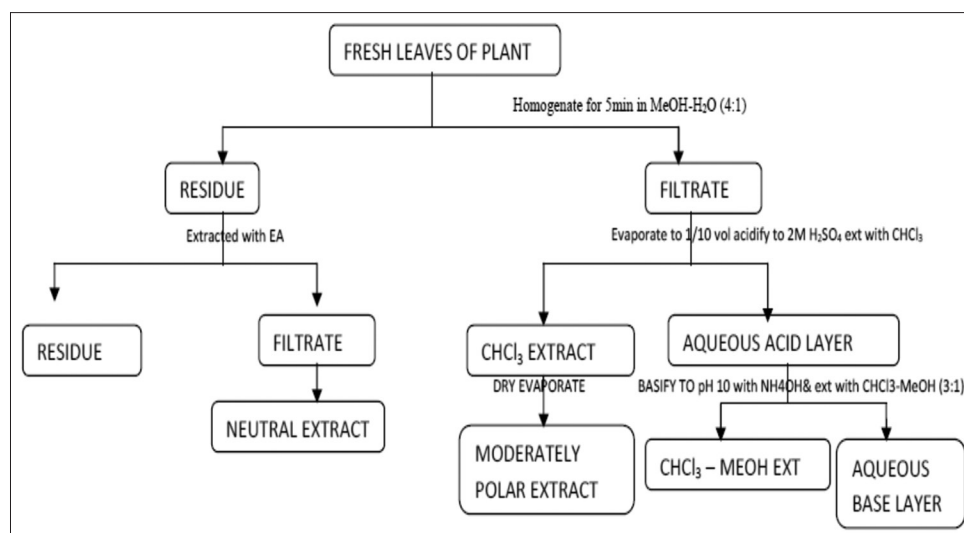 FRESH LEAVES OF PLANT
Homogenate for 5min in MeOH-H₂O (4:1)
RESIDUE
FILTRATE
Extracted with EA
Evaporate to 1/10 vol acidify to 2M H₂SO₄ ext with CHCl₃
RESIDUE
FILTRATE
CHCl₃ EXTRACT
AQUEOUS ACID LAYER
DRY EVAPORATE
BASIFY TO pH 10 with NH4OH& ext with CHCl3-MeOH (3:1)
NEUTRAL EXTRACT
MODERATELY
POLAR EXTRACT
CHCl₃ – MEOH EXT
AQUEOUS
BASE LAYER